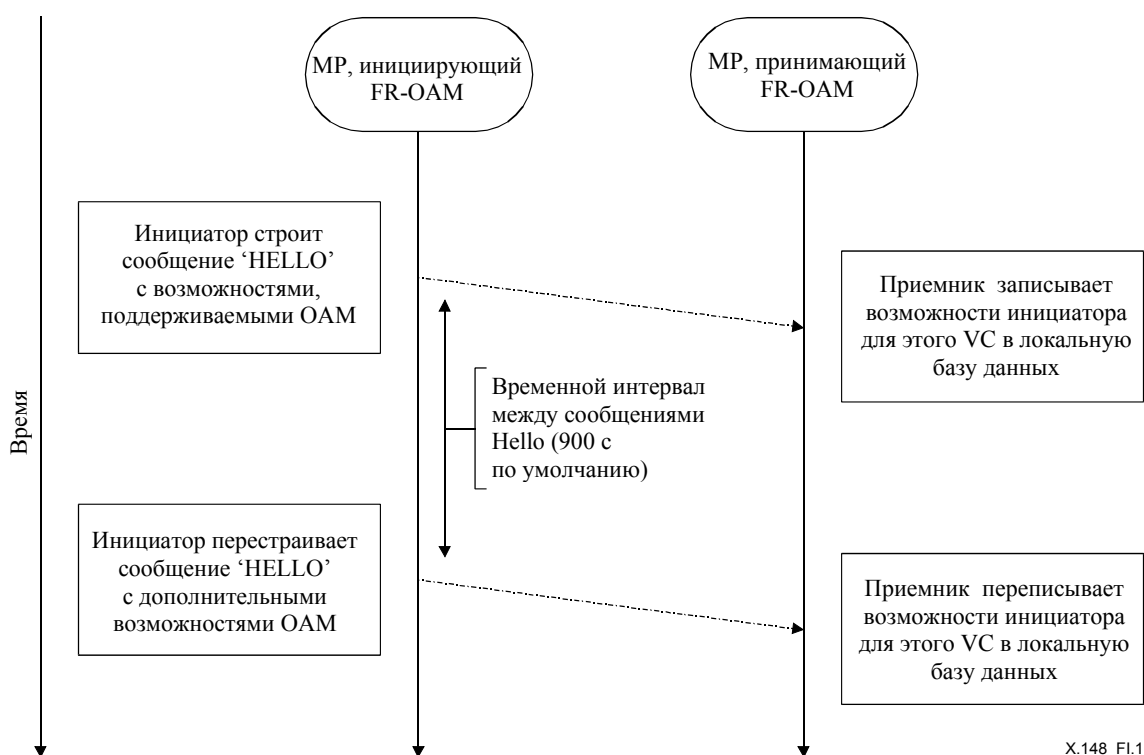 МР, инициирующий
FR-OAM
МР, принимающий
FR-OAM
Инициатор строит
сообщение ‘HELLO’
с возможностями,
поддерживаемыми OAM
Приемник записывает
возможности инициатора
для этого VC в локальную
базу данных
Временной интервал
между сообщениями
Hello (900 с
по умолчанию)
Время
Инициатор перестраивает
сообщение ‘HELLO’
с дополнительными
возможностями OAM
Приемник переписывает
возможности инициатора
для этого VC в локальную
базу данных
X.148_FI.1